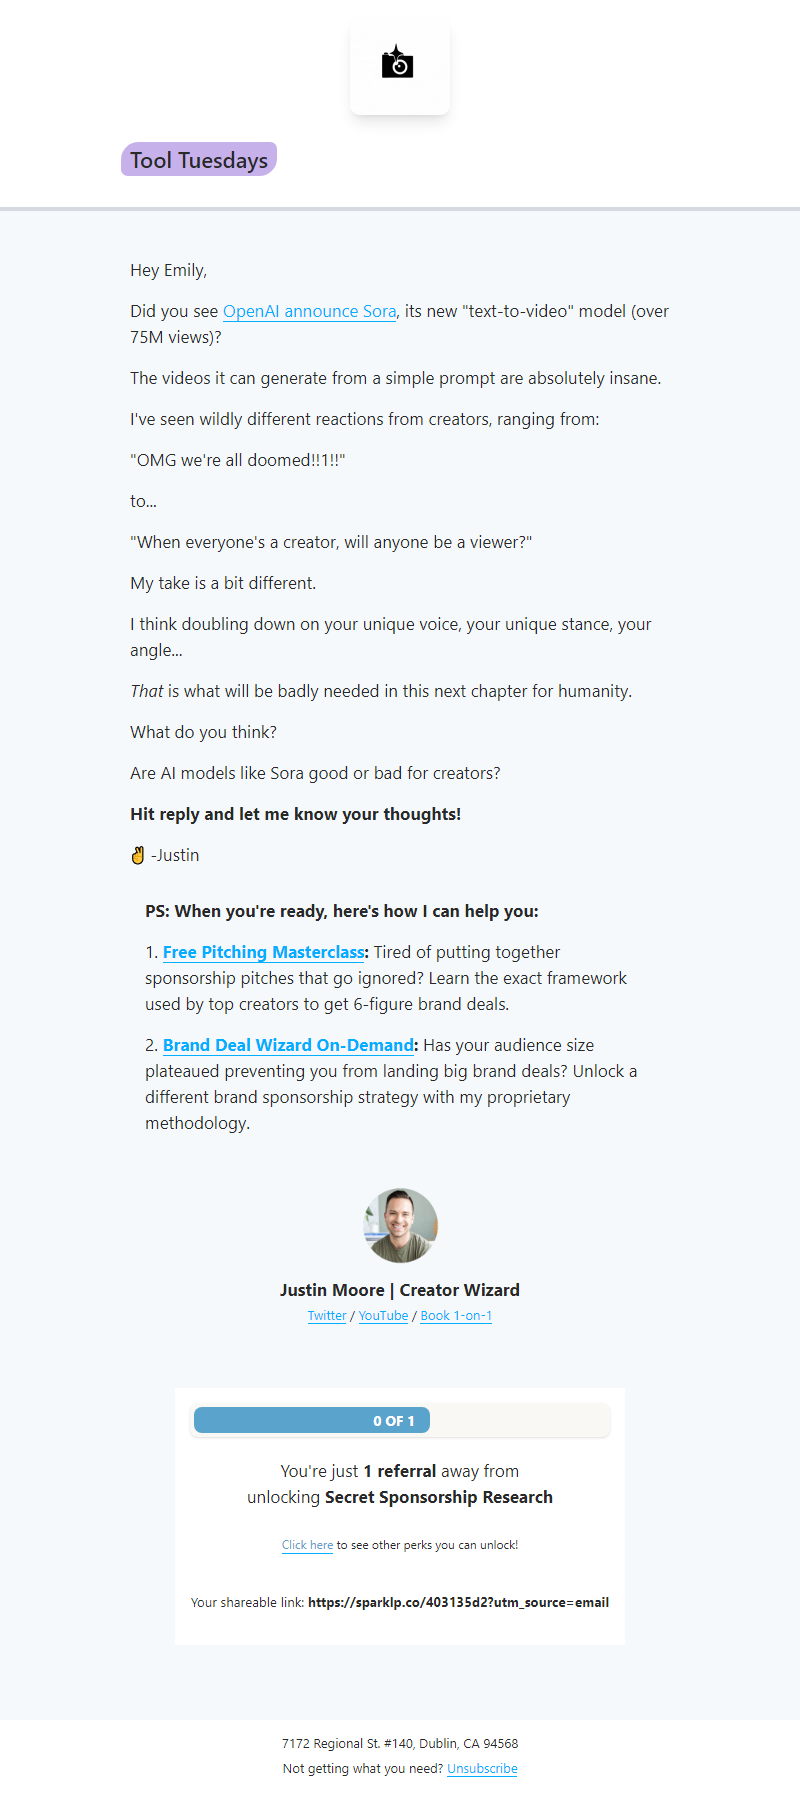 Tool Tuesdays
Hey Emily,
Did you see OpenAI announce Sora, its new "text-to-video" model (over
75M views)?
The videos it can generate from a simple prompt are absolutely insane.
I've seen wildly different reactions from creators, ranging from:
"OMG we're all doomed!!1!!"
to...
"When everyone's a creator, will anyone be a viewer?"
My take is a bit different.
I think doubling down on your unique voice, your unique stance, your
angle...
That is what will be badly needed in this next chapter for humanity.
What do you think?
Are AI models like Sora good or bad for creators?
Hit reply and let me know your thoughts!
✌️ -Justin
PS: When you're ready, here's how I can help you:
1. Free Pitching Masterclass: Tired of putting together
sponsorship pitches that go ignored? Learn the exact framework
used by top creators to get 6-figure brand deals.
2. Brand Deal Wizard On-Demand: Has your audience size
plateaued preventing you from landing big brand deals? Unlock a
different brand sponsorship strategy with my proprietary
methodology.
Justin Moore | Creator Wizard
Twitter / YouTube / Book 1-on-1
0 OF 1
You're just 1 referral away from
unlocking Secret Sponsorship Research
Click here to see other perks you can unlock!
Your shareable link: https://sparklp.co/403135d2?utm_source=email
7172 Regional St. #140, Dublin, CA 94568
Not getting what you need? Unsubscribe